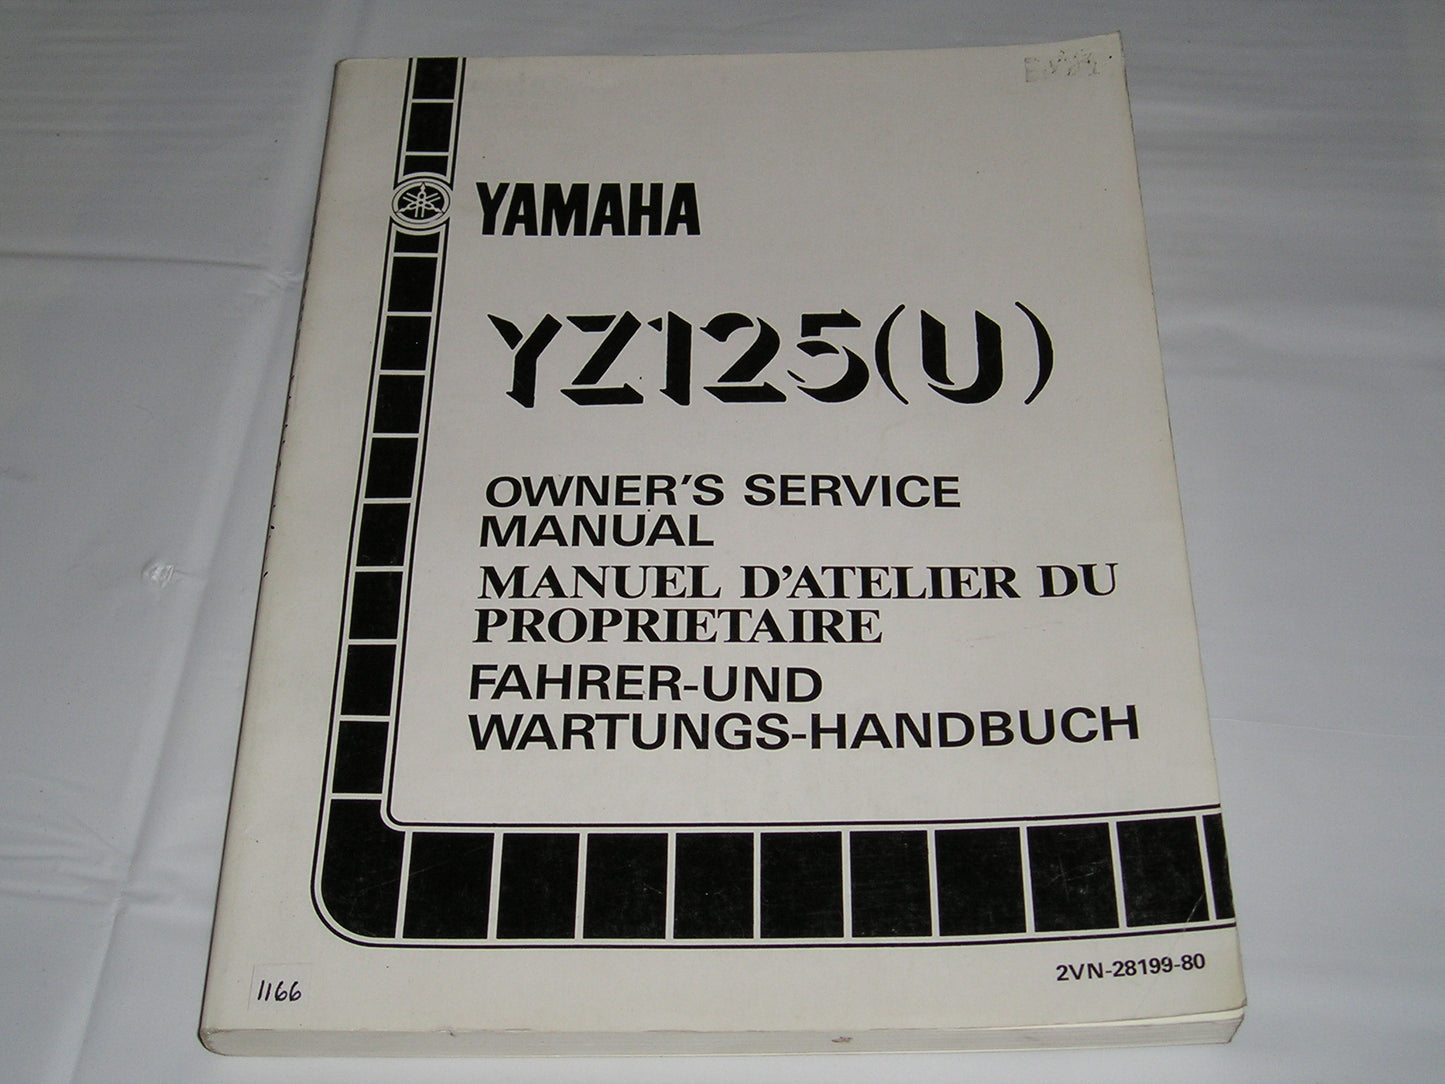 YAMAHA
YZ125(U)
OWNER'S SERVICE
MANUAL
MANUEL D'ATELIER DU
PROPRIETAIRE
FAHRER-UND
WARTUNGS-HANDBUCH
2VN-28199-80
1166